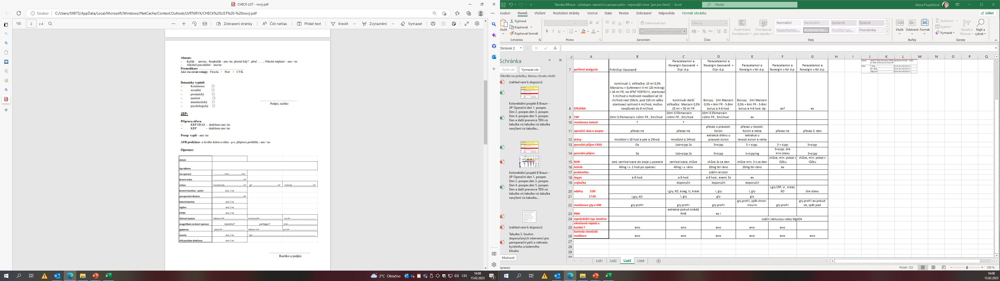 CHECK LIST - nový.pdf
Soubor
C:/Users/59873/AppData/Local/Microsoft/Windows/INetCache/Content.Outlook/LVRT6RYX/CHECK%20LIST%20-%20nový.pdf
2 z 4
Zobrazení stránky
Číst nahlas
Přidat text
Kreslit
Zvýraznění
Vymazat
Abusus:
- Kuřák : ano/ne, Stopkuřák : ano /ne, přestal kdy? : před ……, Nikotin náplasti – ano / ne
- Alkohol pravidelně : ano/ne
Premedikace: ……………………………………
Jaké má cevní vstupy: Flexila / Port / CVK
Dotazníky vyplnil:
– Kontinence ☐
– sexuální ☐
– prostatický ☐
– nutriční ☐
– anamnestický ☐
– psychologický ☐
Podpis, razítko
JIP:
Příprava střeva:
– KRP ERAS - dodrženo ano /ne
– KRP - dodrženo ano /ne
Preop vypil – ano /ne
ATB profylaxe: u levého kolon a rekta - p.o. příprava proběhla : ano / ne
Operace:
datum
typ výkonu
čas operace ……………hod………………min
krevní ztráta ……………………………ml
infúze krystaloidy ……………………ml glc ……………………ml koloidy ……………………ml
krevní transfúze - počet ano / ne
peroperační diuréza ……………………………ml
katecholaminy ano / ne
vigileo ano / ne
PONV ano / ne
tělesná teplota během OP…………………… na konciOP…………………… na JIP……………………
anagetikum na konci operace dipidolor? perfalgan? jiné……………………
glykémie před OP …………………… během OP…………………… po OP……………………
stomie ano / ne typ: ……………………
ATB profalxe dodržena ano / ne
Razítko a podpis
2°C Oblačno
CES
16:08
15.02.2023
Tabulka BBraun - předoper. operační a pooper.péče - nejnovější verze [jen pro čtení] - Excel
Hledat
Alena Pospíšilová
Soubor Domů Vložení Rozložení stránky Vzorce Data Revize Zobrazení Nápověda Formát obrázku
Sdílet
Vložit
Vyjmout
Kopírovat
Kopírovat formát
Schránka
Písmo
Zalamovat text
Sloučit a zarovnat na střed
Zarovnání
Obecný
Číslo
Podmíněné formátování
Formátovat jako tabulku
Normální Neutrální Správně Špatně
Hypertextov... Kontrolní bu... Použitý hyp... Poznámka
Styly
Vložit Odstranit Formát
Buňky
AutoSum
Vyplnit
Vymazat
Seřadit a filtrovat
Najít a vybrat
Úpravy
Obrázek 2
fx
Schránka
Vložit vše Vymazat vše
Klikněte na položku, kterou chcete vložit:
(náhled není k dispozici)
Kolorektální projekt B Braun -
JIP Operační den 1. pooper.
Den 2. pooper.den 3. pooper.
Den 4. pooper.den 5. pooper.
Den a další prevence TEN viz
tabulka viz tabulka viz tabulka
navýšení viz tabulka...
Kolorektální projekt B Braun -
JIP Operační den 1. pooper.
Den 2. pooper.den 3. pooper.
Den 4. pooper.den 5. pooper.
Den a další prevence TEN viz
tabulka viz tabulka viz tabulka
navýšení viz tabulka...
(náhled není k dispozici)
Tabulka 3. Souhrn
doporučených intervencí pro
perioperační péči o náhradu
kyčelního a kolenního
kloubu
Možnosti
A B C D E F G H I J K L M N O P Q
7 periferní analgezie P+N+Dipi časovaně Paracateamol a Novalgin časovaně + Dipi d.p. Paracateamol a Novalgin časovaně + Dipi d.p. Paracetamol a Novalgin v tbl d.p. Paracetamol a Novalgin v tbl d.p. Paracetamol a Novalgin v tbl d.p.
8 EPI LINKA kontinuál 1. stříkačka: 10 ml 0,5% Marcainu + Sufentanil 4 ml (20 mikrog) + 26 ml FR, ne SFNT FORTE!!!!, startovací 5 ml/hod s možností navýšení až 10 ml/hod nad 150cm, pod 150 cm výšky startovací rychlost 4 ml/hod, možno navyšovat do 8 ml/hod. kontinuál další stříkačky: Marcain 0,5% 10 ml + 30 ml FR Bolusy: 2ml Marcain 0,5% + 6ml FR - 5-8ml bolus a 4-6 hod. Bolusy: 2ml Marcain 0,5% + 6ml FR - 5-8ml bolus a 4-6 hod. dp ex? ex
9 TAP 10ml 0.5%marcain +10ml FR , 3ml/hod 10ml 0.5%marcain +10ml FR , 3ml/hod 10ml 0.5%marcain +10ml FR , 3ml/hod ex
10 monitorace bolesti ? ?
11 operační rána a asepse převaz ne převaz ne převaz u pravostr. Kolon převaz u levostr. Kolon a rekta převaz ne převaz 5. den
12 drény množství v 18 hod a pak a 24hod. množství a 24hod. extrakce drénu u pravostr.kolon extrakce u levostr.kolon a rekta
13 perorální příjem ERAS 0s 1sb+sipp 2x 0+sipp 5 + sipp. 5 + sipp 5+sipp
14 perorální příjem 0s 1sb+sipp 2x 0+sipp 1+sipping 5+sipp. dle klin.stavu 5+sipp
15 RHB sed, vertikalizace do stoje u postele vertikalizace, chůze chůze 2x za den chůze min. 3 x za den chůze, min. pobyt v lůžku chůze, min. pobyt v lůžku
16 helicid 40mg i.v. 2 hod po operaci 40mg i.v. ráno 20mg tbl ráno 20mg tbl ráno ex
17 prokinetika zvážit relistor
18 degan a 8 hod. a 8 hod. a 8 hod., event. Ex ex
19 zvýkačka doporučit doporučit doporučit
20 odběry 5:00 I,gly, KO, koag, U, kreat I, gly I, gly I,gly CRP, U , kreat, KO dle stavu
21 17:00 I,gly, KO I, gly gly gly
22 monitorace gly u DM gly profil gly profil gly profil gly profil, zpět chron. inzulin gly profil gly profil ex pokud ok, zpět pad
23 PMK extrakce pokud zvládá RHB ex !
24 vyprázdnění typ. laxativa zvážit laktulosu nebo MgSO4
25 nikotinové náplati u kuřáků ? ano ano ano ano ano
26 kontrola chronické medikace ano ano ano ano ano ano
27
28
29
List1 List2 List3 List4
Počet: 132
100 %
16:08
15.02.2023